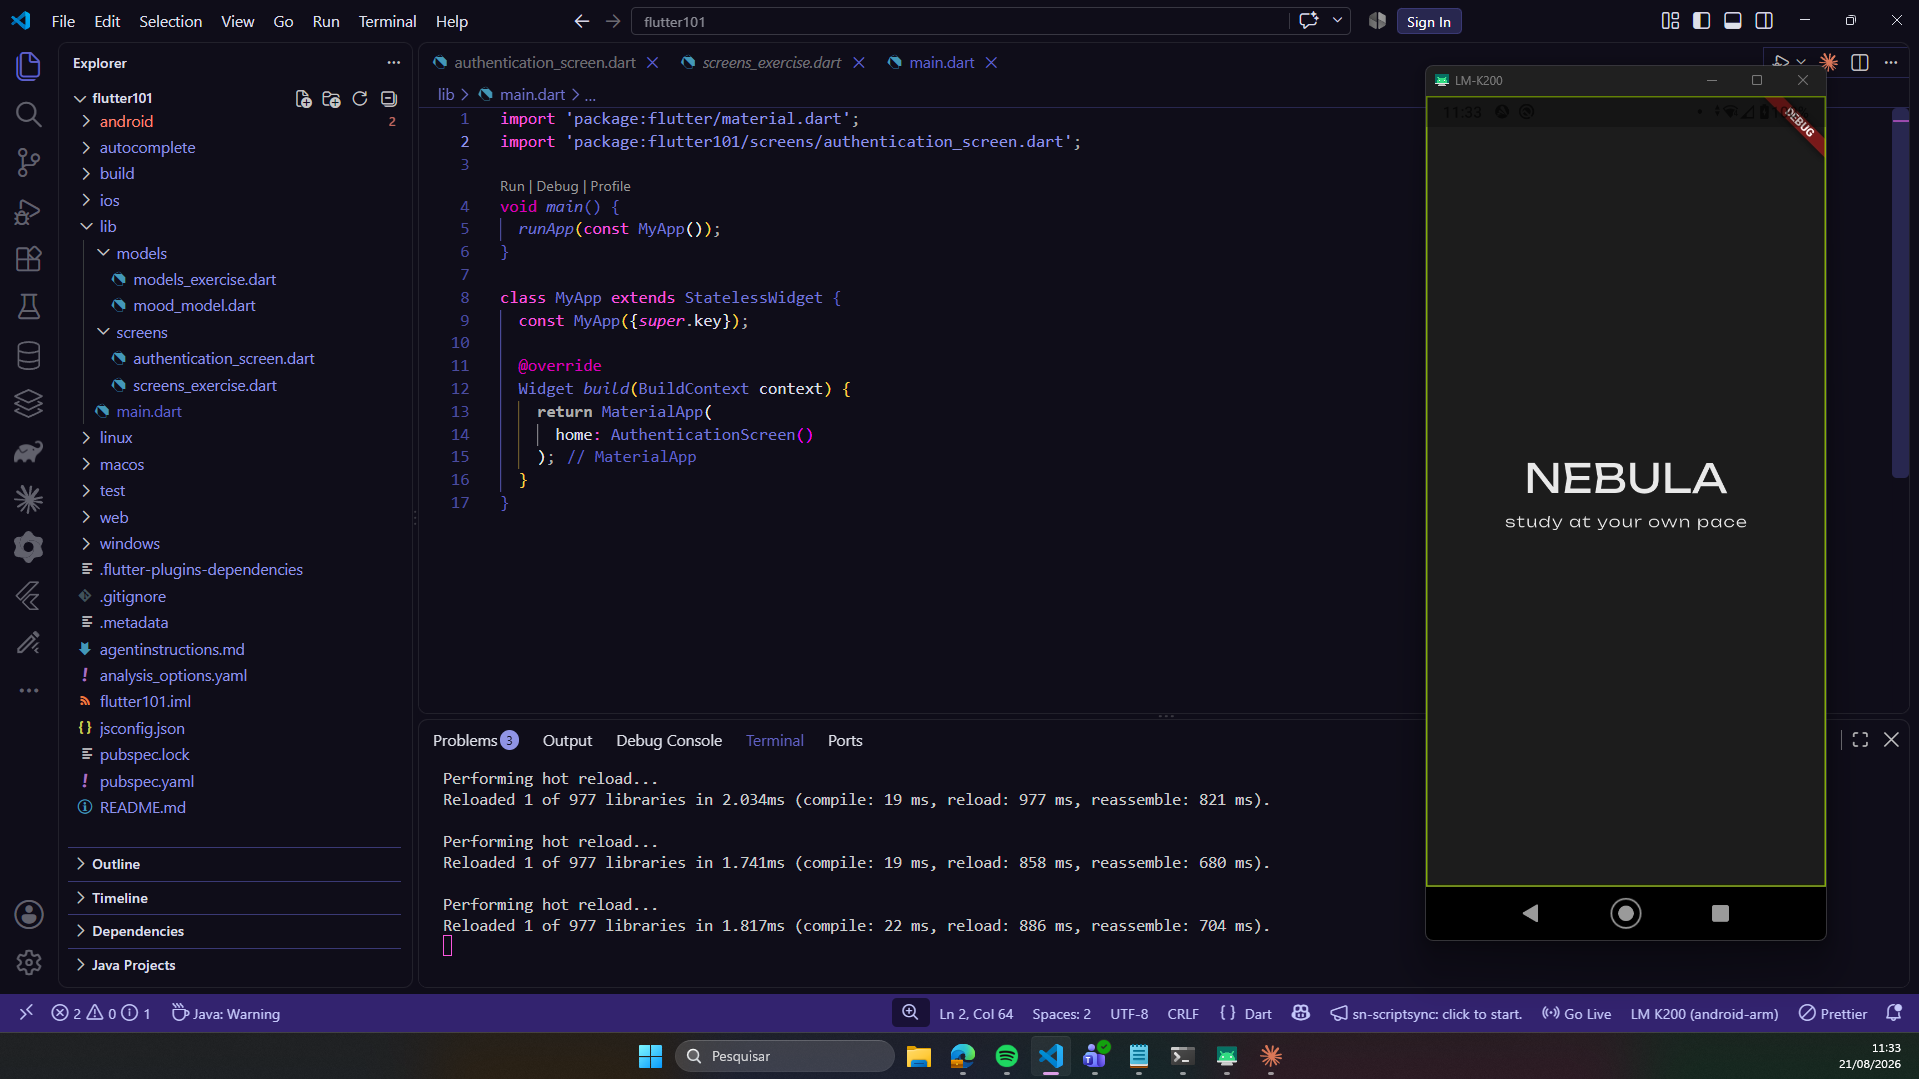 File Edit Selection View Go Run Terminal Help
flutter101
Sign In
Explorer
flutter101
android 2
autocomplete
build
ios
lib
models
models_exercise.dart
mood_model.dart
screens
authentication_screen.dart
screens_exercise.dart
main.dart
linux
macos
test
web
windows
.flutter-plugins-dependencies
.gitignore
.metadata
agentinstructions.md
analysis_options.yaml
flutter101.iml
jsconfig.json
pubspec.lock
pubspec.yaml
README.md
Outline
Timeline
Dependencies
Java Projects
authentication_screen.dart screens_exercise.dart main.dart
lib > main.dart > ...
1 import 'package:flutter/material.dart';
2 import 'package:flutter101/screens/authentication_screen.dart';
3
Run | Debug | Profile
4 void main() {
5 runApp(const MyApp());
6 }
7
8 class MyApp extends StatelessWidget {
9 const MyApp({super.key});
10
11 @override
12 Widget build(BuildContext context) {
13 return MaterialApp(
14 home: AuthenticationScreen()
15 ); // MaterialApp
16 }
17 }
Problems 3 Output Debug Console Terminal Ports
Performing hot reload...
Reloaded 1 of 977 libraries in 2.034ms (compile: 19 ms, reload: 977 ms, reassemble: 821 ms).
Performing hot reload...
Reloaded 1 of 977 libraries in 1.741ms (compile: 19 ms, reload: 858 ms, reassemble: 680 ms).
Performing hot reload...
Reloaded 1 of 977 libraries in 1.817ms (compile: 22 ms, reload: 886 ms, reassemble: 704 ms).
LM-K200
11:33
DEBUG
NEBULA
study at your own pace
2 0 1 Java: Warning
Ln 2, Col 64 Spaces: 2 UTF-8 CRLF {} Dart sn-scriptsync: click to start. Go Live LM K200 (android-arm) Prettier
Pesquisar
11:33
21/08/2026